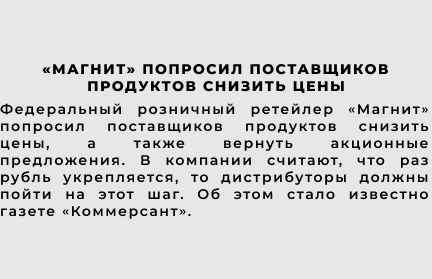 «МАГНИТ» ПОПРОСИЛ ПОСТАВЩИКОВ
ПРОДУКТОВ СНИЗИТЬ ЦЕНЫ
Федеральный розничный ретейлер «Магнит»
попросил поставщиков продуктов снизить
цены, а также вернуть акционные
предложения. В компании считают, что раз
рубль укрепляется, то дистрибуторы должны
пойти на этот шаг. Об этом стало известно
газете «Коммерсант».